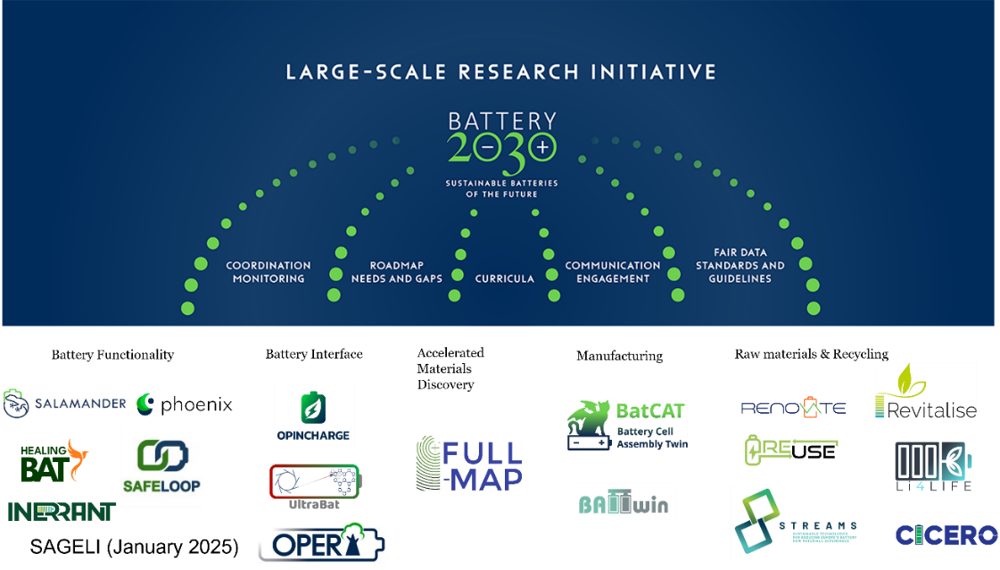 LARGE-SCALE RESEARCH INITIATIVE
BATTERY
2030+
SUSTAINABLE BATTERIES
OF THE FUTURE
COORDINATION
MONITORING
ROADMAP
NEEDS AND GAPS
CURRICULA
COMMUNICATION
ENGAGEMENT
FAIR DATA
STANDARDS AND
GUIDELINES
Battery Functionality
SALAMANDER
phoenix
HEALING
BAT
SAFELOOP
INERRANT
SAGELI (January 2025)
Battery Interface
OPINCHARGE
UltraBat
OPERA
Accelerated
Materials
Discovery
FULL
-MAP
Manufacturing
BatCAT
Battery Cell
Assembly Twin
BATTwin
Raw materials & Recycling
RENOVATE
Revitalise
REUSE
Li4LIFE
STREAMS
CICERO